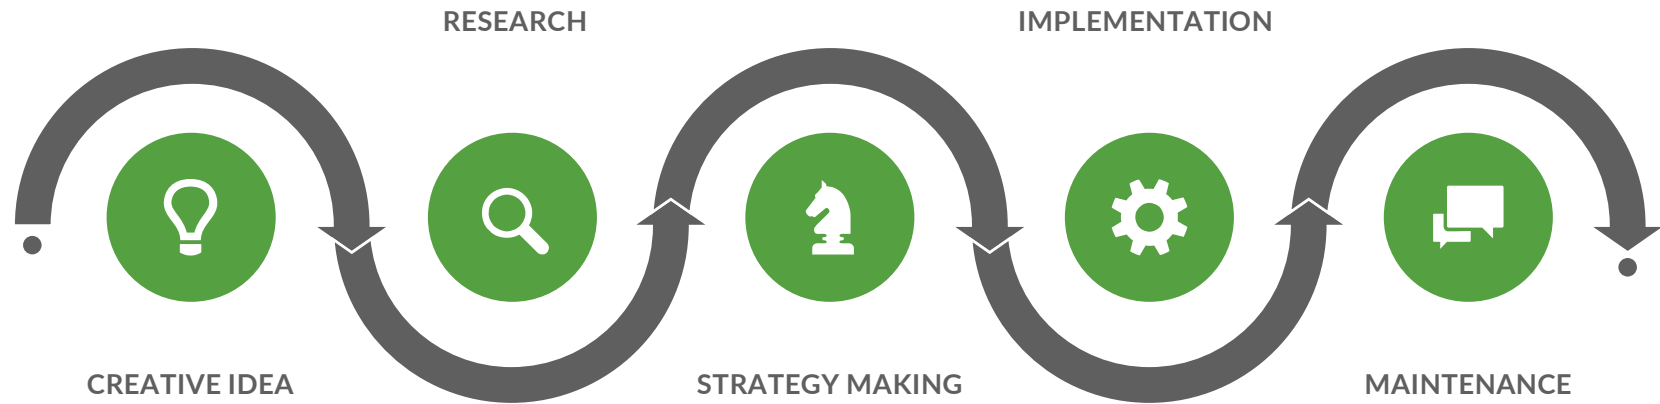 RESEARCH
IMPLEMENTATION
CREATIVE IDEA
STRATEGY MAKING
MAINTENANCE